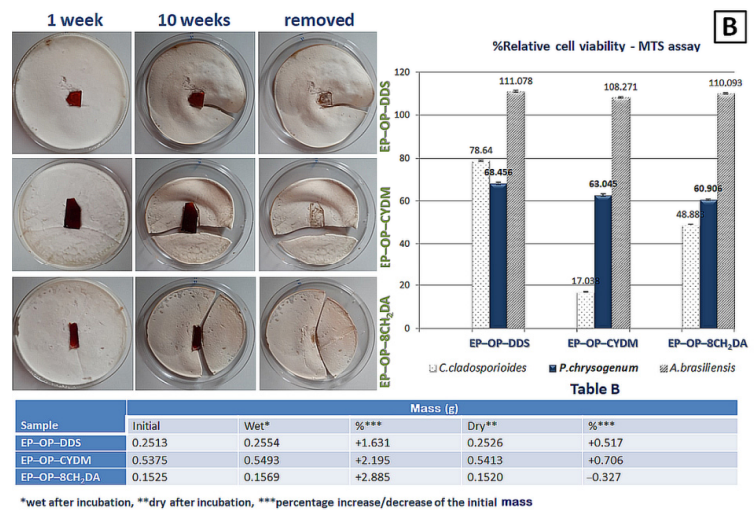 1 week 10 weeks removed
B
%Relative cell viability - MTS assay
EP–OP–DDS
EP–OP–CYDM
EP–OP–8CH₂DA
120
100
80
60
40
20
0
78.64
68.456
111.078
17.039
63.045
108.271
48.883
60.906
110.093
EP–OP–DDS EP–OP–CYDM EP–OP–8CH₂DA
C.cladosporioides P.chrysogenum A.brasiliensis
Table B
Mass (g)
Sample Initial Wet* %*** Dry** %***
EP–OP–DDS 0.2513 0.2554 +1.631 0.2526 +0.517
EP–OP–CYDM 0.5375 0.5493 +2.195 0.5413 +0.706
EP–OP–8CH₂DA 0.1525 0.1569 +2.885 0.1520 –0.327
*wet after incubation, **dry after incubation, ***percentage increase/decrease of the initial mass